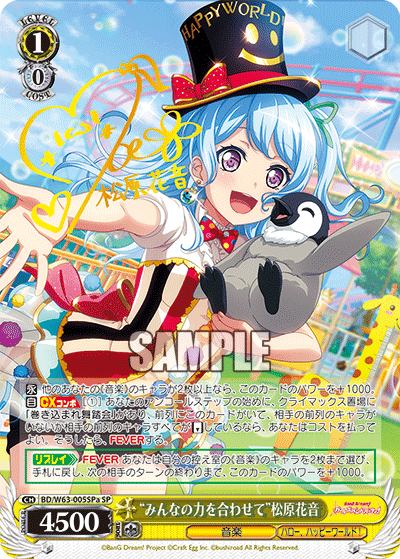 LEVEL
1
0
COST
HAPPY WORLD!
松原花音
SAMPLE
永 他のあなたの《音楽》のキャラが2枚以上なら、このカードのパワーを+1000。
自 CXコンボ [(1)] あなたのアンコールステップの始めに、クライマックス置場に
「巻き込まれ舞踏会」があり、前列にこのカードがいて、相手の前列のキャラが
いないか相手の前列のキャラすべてが【】しているなら、あなたはコストを払って
よい。そうしたら、FEVERする。
リプレイ FEVER あなたは自分の控え室の《音楽》のキャラを2枚まで選び、
手札に戻し、次の相手のターンの終わりまで、このカードのパワーを+1000。
CH BD/W63-005SPa SP
4500
“みんなの力を合わせて”松原花音
音楽
ハロー、ハッピーワールド!
©BanG Dream! Project ©Craft Egg Inc. ©bushiroad All Rights Reserved.